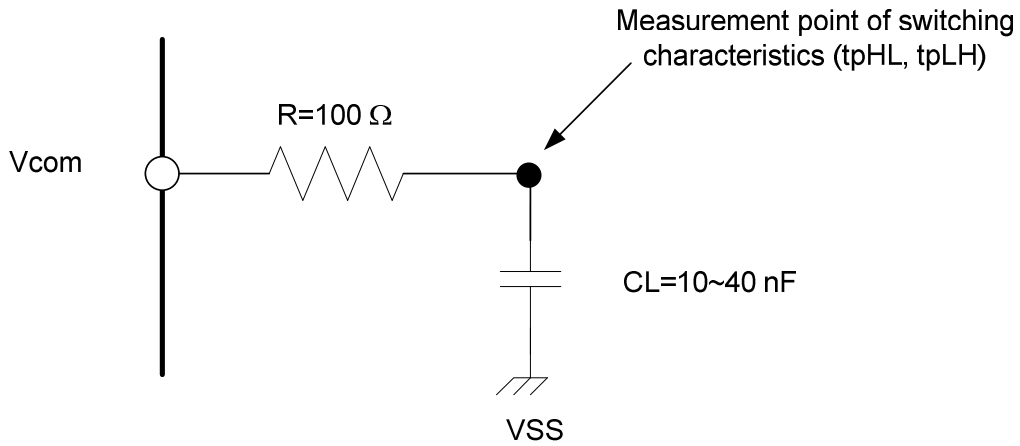 Measurement point of switching
characteristics (tpHL, tpLH)
R=100 Ω
Vcom
CL=10~40 nF
VSS